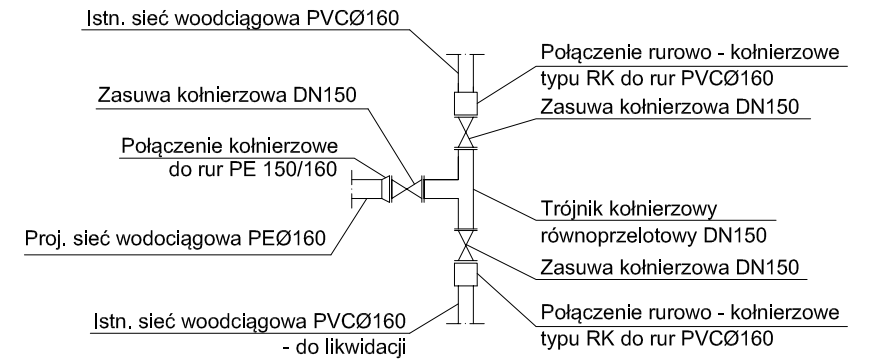 Istn. sieć woodciągowa PVCØ160
Połączenie rurowo - kołnierzowe
typu RK do rur PVCØ160
Zasuwa kołnierzowa DN150
Zasuwa kołnierzowa DN150
Połączenie kołnierzowe
do rur PE 150/160
Trójnik kołnierzowy
równoprzelotowy DN150
Proj. sieć wodociągowa PEØ160
Zasuwa kołnierzowa DN150
Połączenie rurowo - kołnierzowe
typu RK do rur PVCØ160
Istn. sieć woodciągowa PVCØ160
- do likwidacji